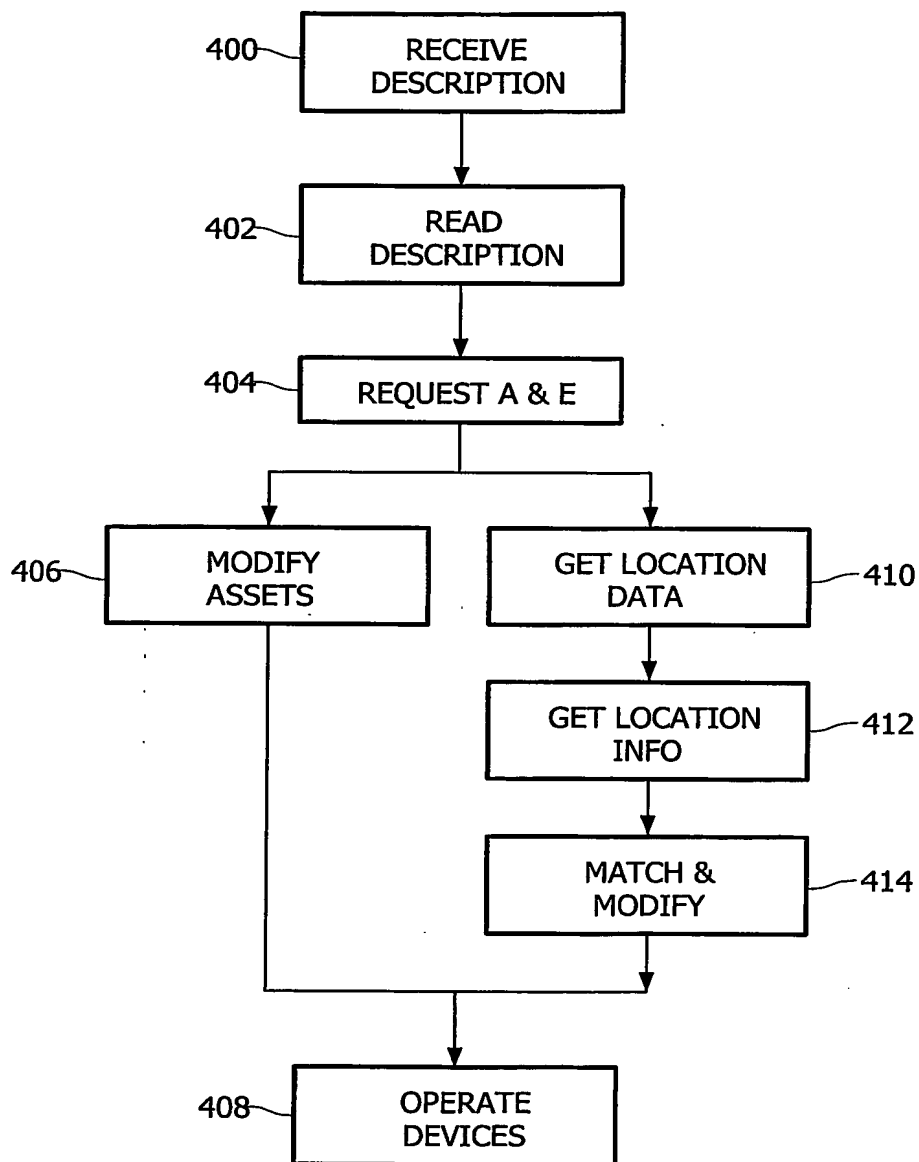 400
RECEIVE
DESCRIPTION
402
READ
DESCRIPTION
404
REQUEST A & E
406
MODIFY
ASSETS
GET LOCATION
DATA
410
GET LOCATION
INFO
412
MATCH &
MODIFY
414
408
OPERATE
DEVICES